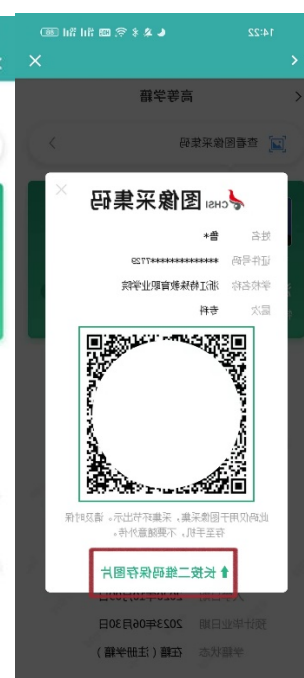 14:22
高等学籍
查看图像采集码
CHSI 图像采集码
姓名 鲁*
证件号码 **************7729
学校名称 浙江特殊教育职业学院
层次 专科
此码仅用于图像采集，采集环节出示。请及时保
存至手机，不要随意外传。
长按二维码保存图片
预计毕业日期 2023年06月30日
学籍状态 在籍（注册学籍）